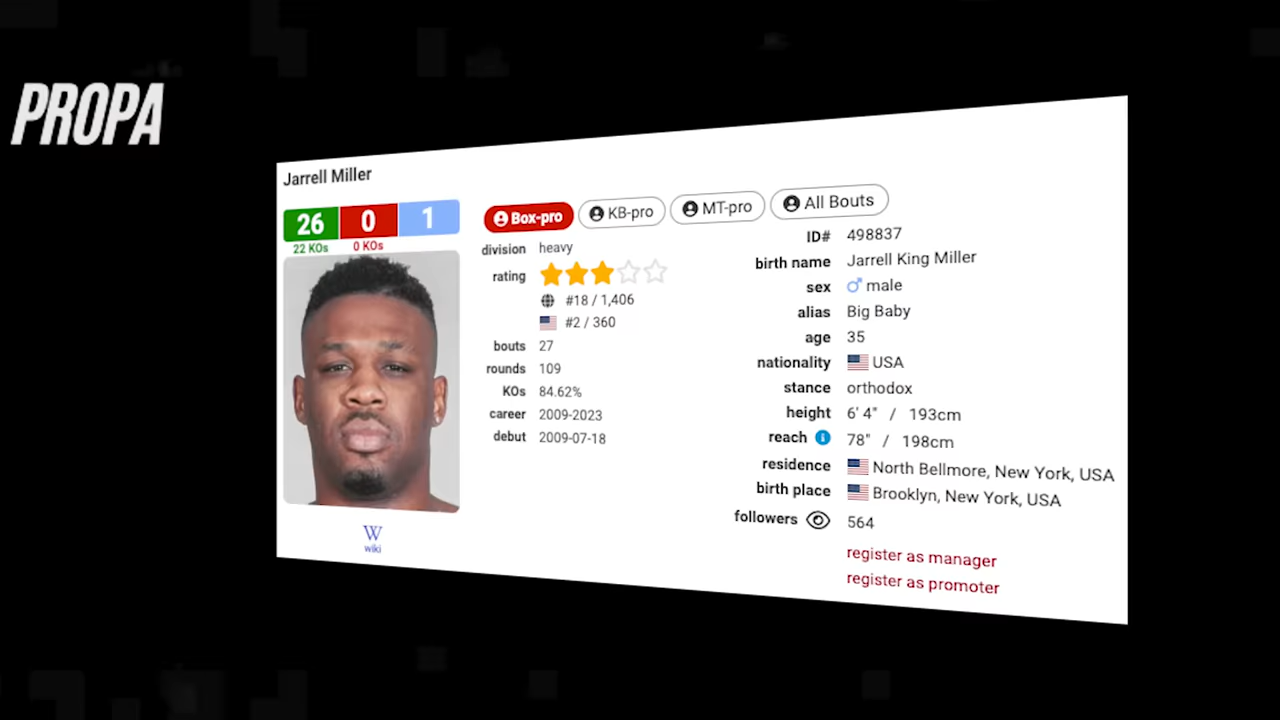 PROPA
Jarrell Miller
26 0 1
22 KOs 0 KOs
Box-pro KB-pro MT-pro All Bouts
division heavy
rating
#18 / 1,406
#2 / 360
bouts 27
rounds 109
KOs 84.62%
career 2009-2023
debut 2009-07-18
W
wiki
ID# 498837
birth name Jarrell King Miller
sex male
alias Big Baby
age 35
nationality USA
stance orthodox
height 6' 4" / 193cm
reach i 78" / 198cm
residence North Bellmore, New York, USA
birth place Brooklyn, New York, USA
followers 564
register as manager
register as promoter